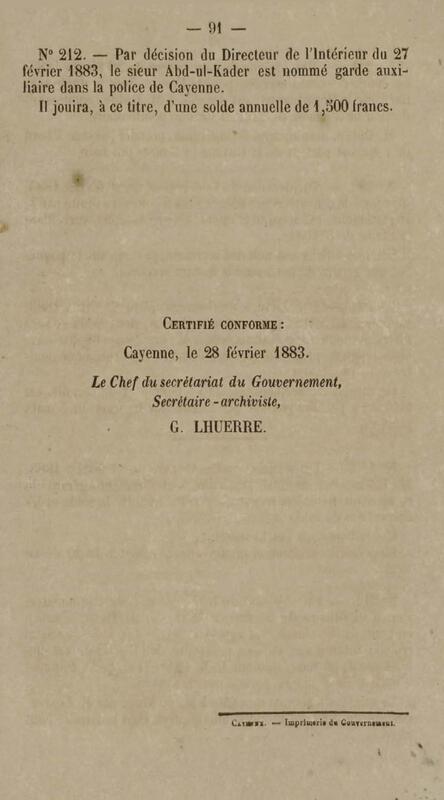 — 91 —
N° 212. — Par décision du Directeur de l'Intérieur du 27
février 1883, le sieur Abd-ul-Kader est nommé garde auxi-
liaire dans la police de Cayenne.
Il jouira, à ce titre, d'une solde annuelle de 1,500 francs.
CERTIFIÉ CONFORME :
Cayenne, le 28 février 1883.
Le Chef du secrétariat du Gouvernement,
Secrétaire-archiviste,
G. LHUERRE.
CAYENNE. — Imprimerie du Gouvernement.